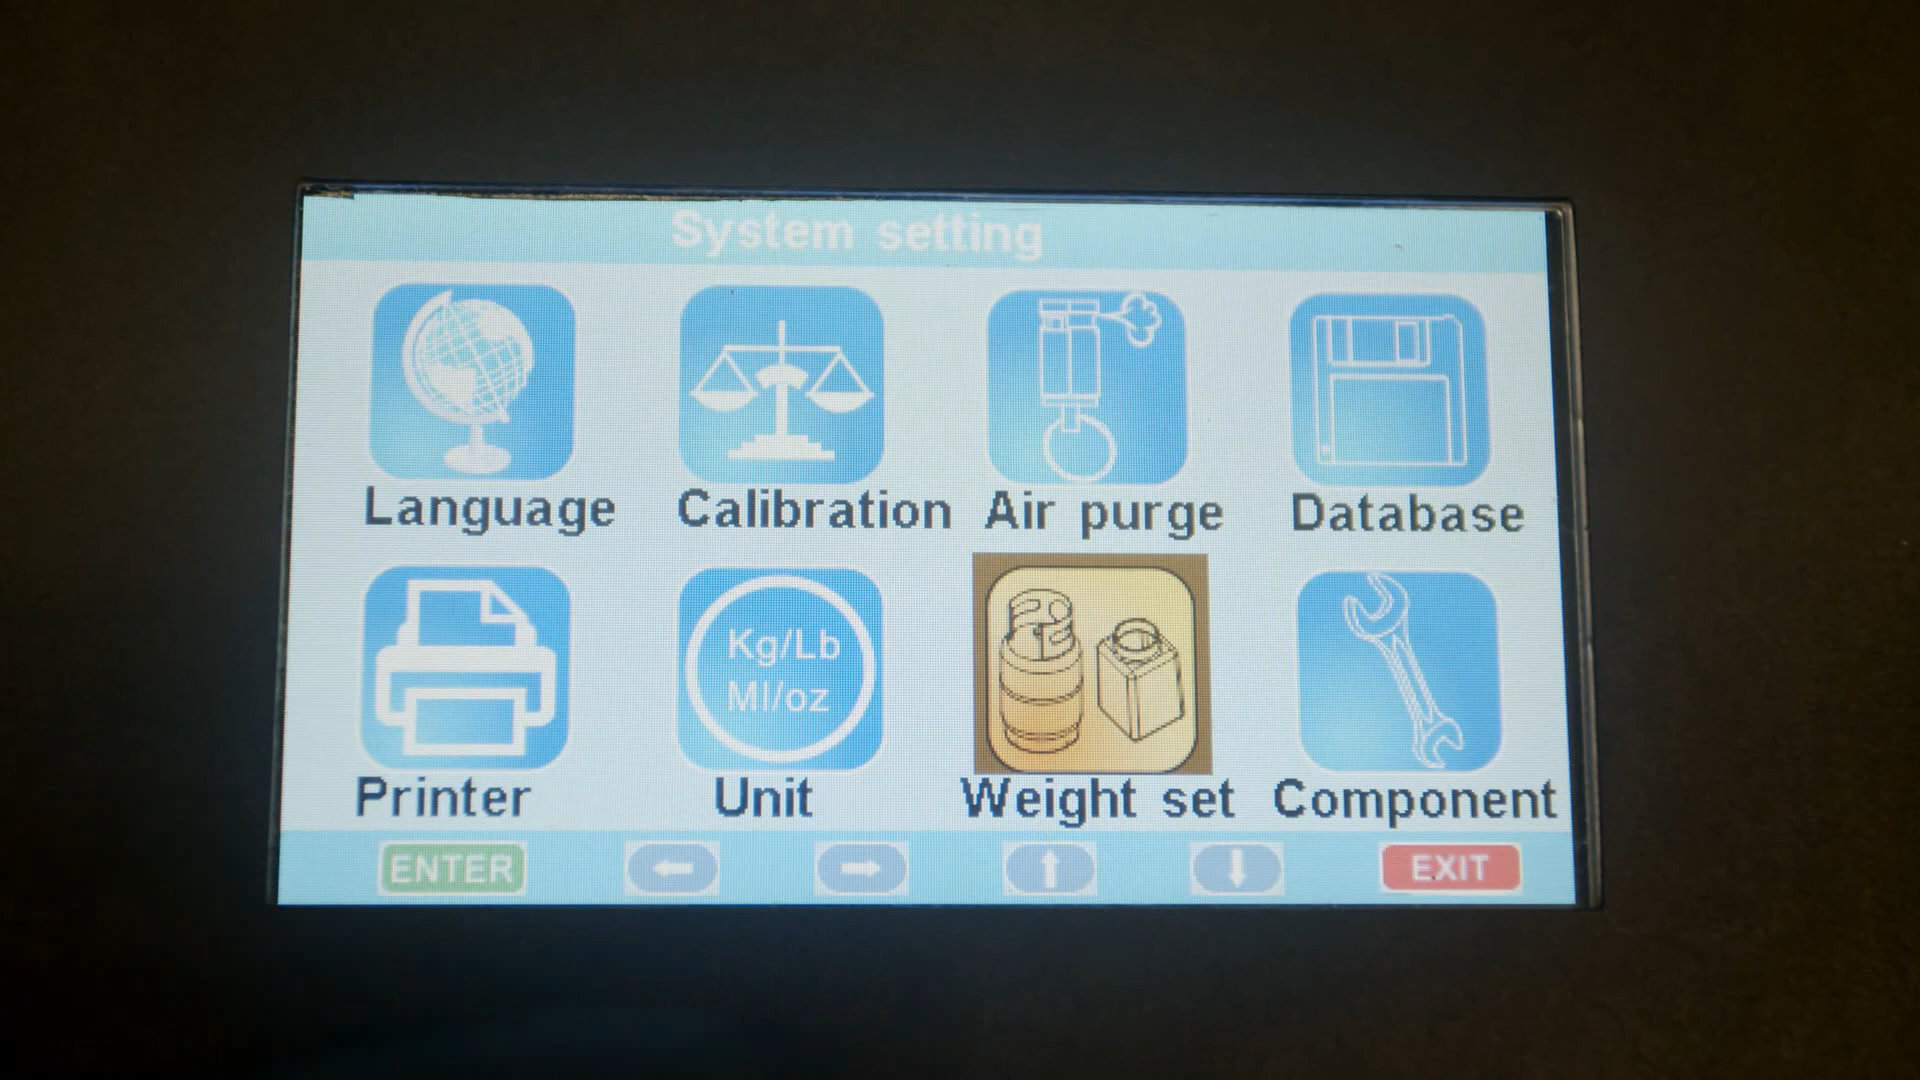 System setting
Language Calibration Air purge Database
Kg/Lb
Ml/oz
Printer Unit Weight set Component
ENTER ← → ↑ ↓ EXIT